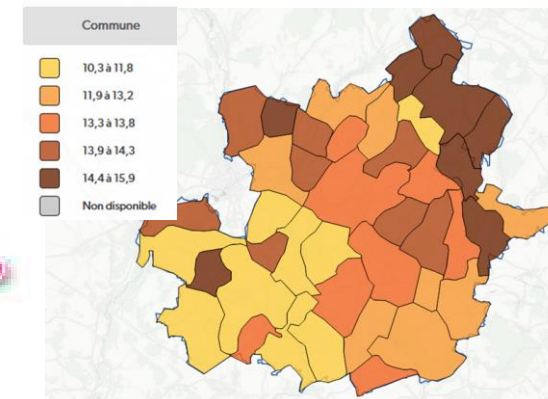 Commune
10,3 à 11,8
11,9 à 13,2
13,3 à 13,8
13,9 à 14,3
14,4 à 15,9
Non disponible